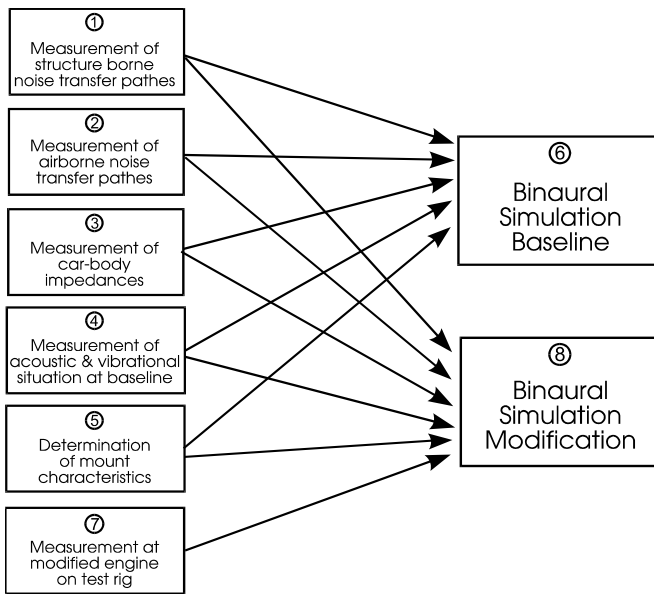 1
Measurement of
structure borne
noise transfer pathes
2
Measurement of
airborne noise
transfer pathes
3
Measurement of
car-body
impedances
4
Measurement of
acoustic & vibrational
situation at baseline
5
Determination
of mount
characteristics
7
Measurement at
modified engine
on test rig
6
Binaural
Simulation
Baseline
8
Binaural
Simulation
Modification